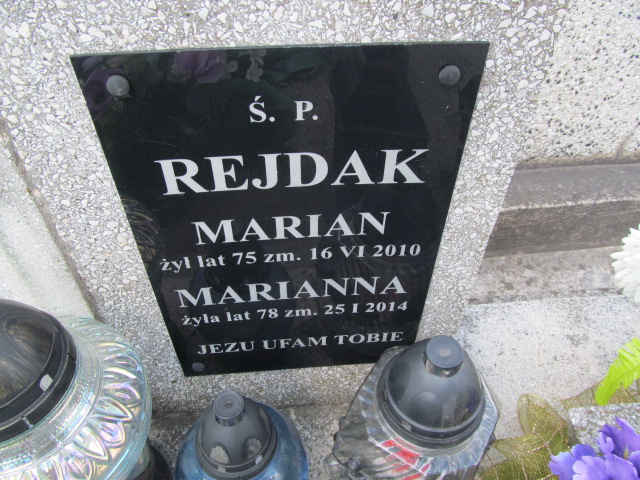 Ś. P.
REJDAK
MARIAN
żył lat 75 zm. 16 VI 2010
MARIANNA
żyła lat 78 zm. 25 I 2014
JEZU UFAM TOBIE